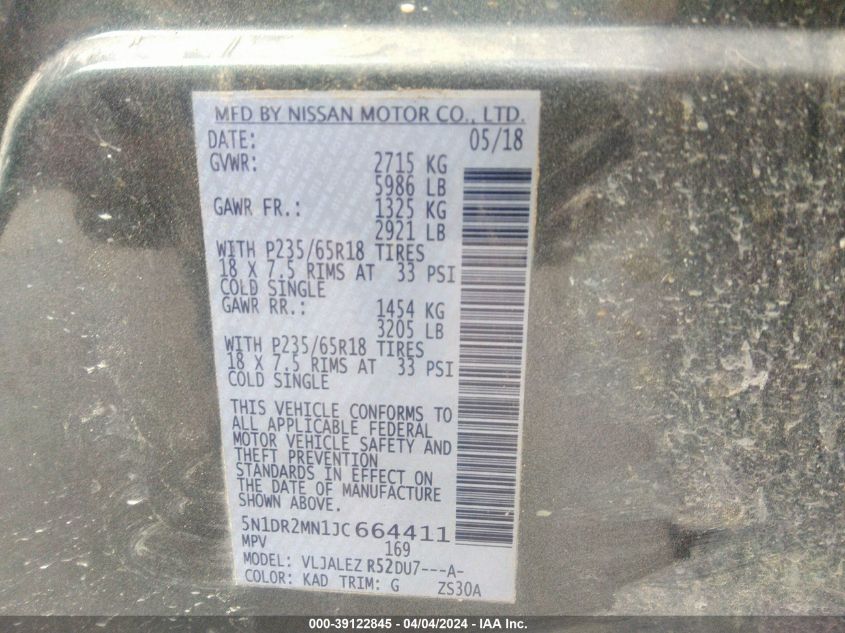 MFD BY NISSAN MOTOR CO., LTD.
DATE: 05/18
GVWR: 2715 KG
5986 LB
GAWR FR.: 1325 KG
2921 LB
WITH P235/65R18 TIRES
18 X 7.5 RIMS AT 33 PSI
COLD SINGLE
GAWR RR.: 1454 KG
3205 LB
WITH P235/65R18 TIRES
18 X 7.5 RIMS AT 33 PSI
COLD SINGLE
THIS VEHICLE CONFORMS TO
ALL APPLICABLE FEDERAL
MOTOR VEHICLE SAFETY AND
THEFT PREVENTION
STANDARDS IN EFFECT ON
THE DATE OF MANUFACTURE
SHOWN ABOVE.
5N1DR2MN1JC664411
MPV 169
MODEL: VLJALEZ R52DU7---A-
COLOR: KAD TRIM: G ZS30A
000-39122845 - 04/04/2024 - IAA Inc.